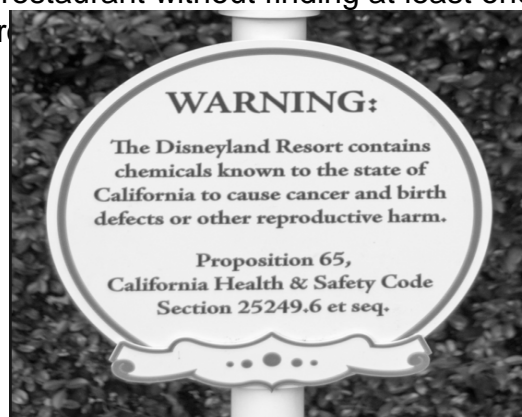 restaurant without finding at least
WARNING:
The Disneyland Resort contains
chemicals known to the state of
California to cause cancer and birth
defects or other reproductive harm.
Proposition 65,
California Health & Safety Code
Section 25249.6 et seq.